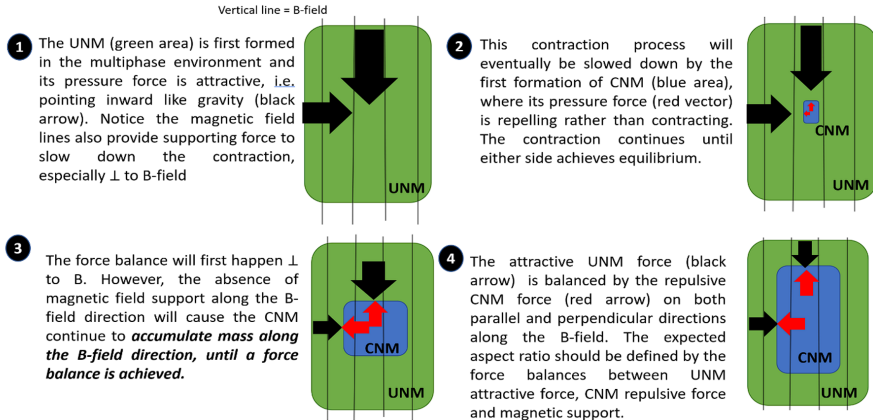 Vertical line = B-field
1
The UNM (green area) is first formed
in the multiphase environment and
its pressure force is attractive, i.e.
pointing inward like gravity (black
arrow). Notice the magnetic field
lines also provide supporting force to
slow down the contraction,
especially ⊥ to B-field
UNM
2
This contraction process will
eventually be slowed down by the
first formation of CNM (blue area),
where its pressure force (red vector)
is repelling rather than contracting.
The contraction continues until
either side achieves equilibrium.
CNM
UNM
3
The force balance will first happen ⊥
to B. However, the absence of
magnetic field support along the B-
field direction will cause the CNM
continue to accumulate mass along
the B-field direction, until a force
balance is achieved.
CNM
UNM
4
The attractive UNM force (black
arrow) is balanced by the repulsive
CNM force (red arrow) on both
parallel and perpendicular directions
along the B-field. The expected
aspect ratio should be defined by the
force balances between UNM
attractive force, CNM repulsive force
and magnetic support.
CNM
UNM